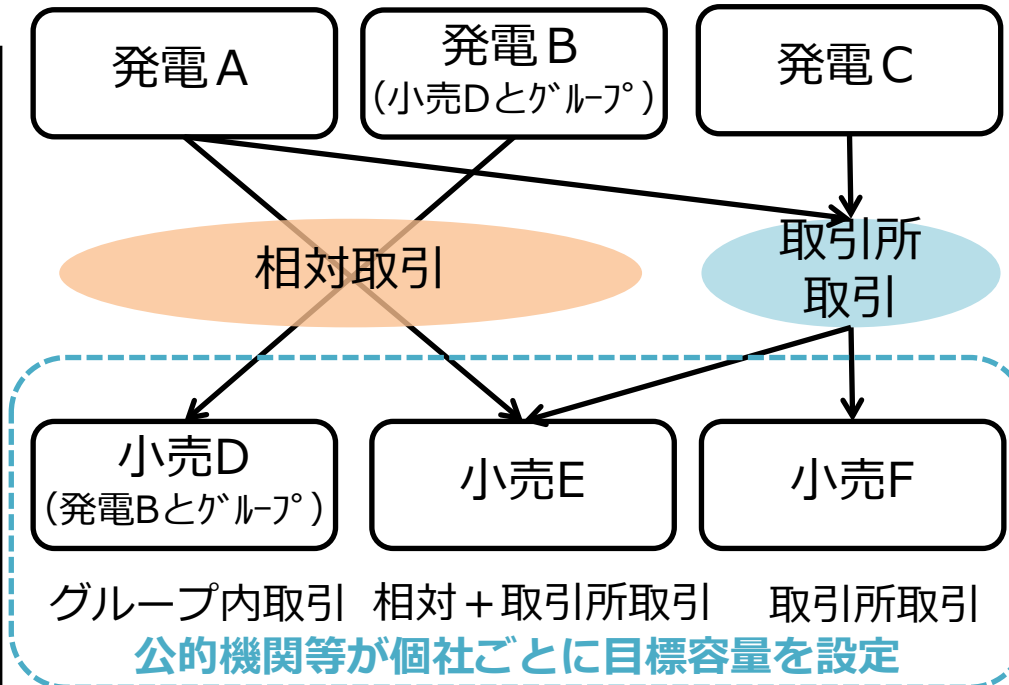 発電A
発電B
(小売Dとｸﾞﾙｰﾌﾟ)
発電C
相対取引
取引所
取引
小売D
(発電Bとｸﾞﾙｰﾌﾟ)
小売E
小売F
グループ内取引
相対＋取引所取引
取引所取引
公的機関等が個社ごとに目標容量を設定